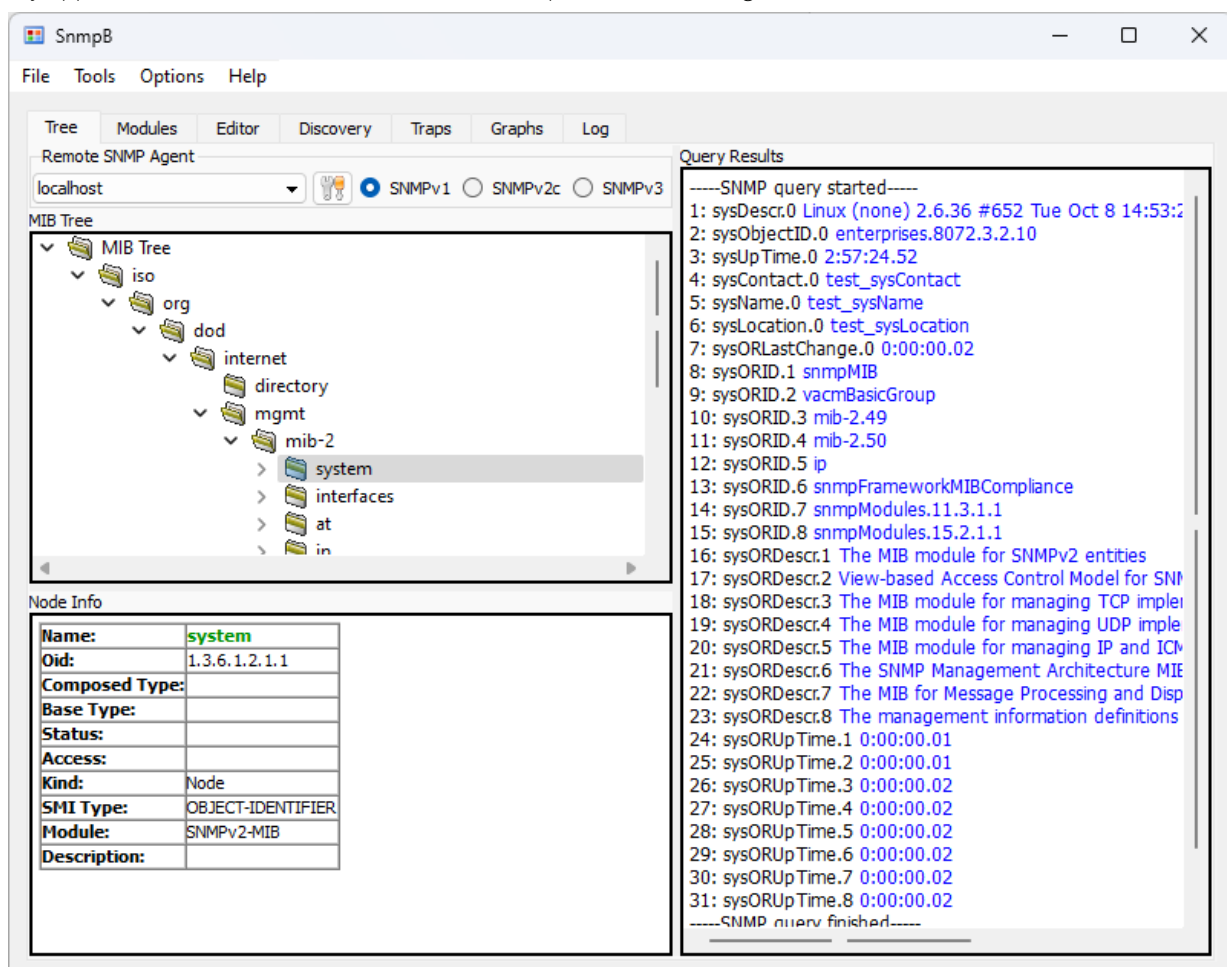 SnmpB
File Tools Options Help
Tree Modules Editor Discovery Traps Graphs Log
Remote SNMP Agent
localhost SNMPv1 SNMPv2c SNMPv3
MIB Tree
MIB Tree
iso
org
dod
internet
directory
mgmt
mib-2
system
interfaces
at
ip
Node Info
Name: system
Oid: 1.3.6.1.2.1.1
Composed Type:
Base Type:
Status:
Access:
Kind: Node
SMI Type: OBJECT-IDENTIFIER
Module: SNMPv2-MIB
Description:
Query Results
-----SNMP query started-----
1: sysDescr.0 Linux (none) 2.6.36 #652 Tue Oct 8 14:53:2
2: sysObjectID.0 enterprises.8072.3.2.10
3: sysUpTime.0 2:57:24.52
4: sysContact.0 test_sysContact
5: sysName.0 test_sysName
6: sysLocation.0 test_sysLocation
7: sysORLastChange.0 0:00:00.02
8: sysORID.1 snmpMIB
9: sysORID.2 vacmBasicGroup
10: sysORID.3 mib-2.49
11: sysORID.4 mib-2.50
12: sysORID.5 ip
13: sysORID.6 snmpFrameworkMIBCompliance
14: sysORID.7 snmpModules.11.3.1.1
15: sysORID.8 snmpModules.15.2.1.1
16: sysORDescr.1 The MIB module for SNMPv2 entities
17: sysORDescr.2 View-based Access Control Model for
18: sysORDescr.3 The MIB module for managing TCP
19: sysORDescr.4 The MIB module for managing UDP
20: sysORDescr.5 The MIB module for managing IP and
21: sysORDescr.6 The SNMP Management Architecture
22: sysORDescr.7 The MIB for Message Processing and
23: sysORDescr.8 The management information definitions
24: sysORUpTime.1 0:00:00.01
25: sysORUpTime.2 0:00:00.01
26: sysORUpTime.3 0:00:00.02
27: sysORUpTime.4 0:00:00.02
28: sysORUpTime.5 0:00:00.02
29: sysORUpTime.6 0:00:00.02
30: sysORUpTime.7 0:00:00.02
31: sysORUpTime.8 0:00:00.02
-----SNMP query finished-----